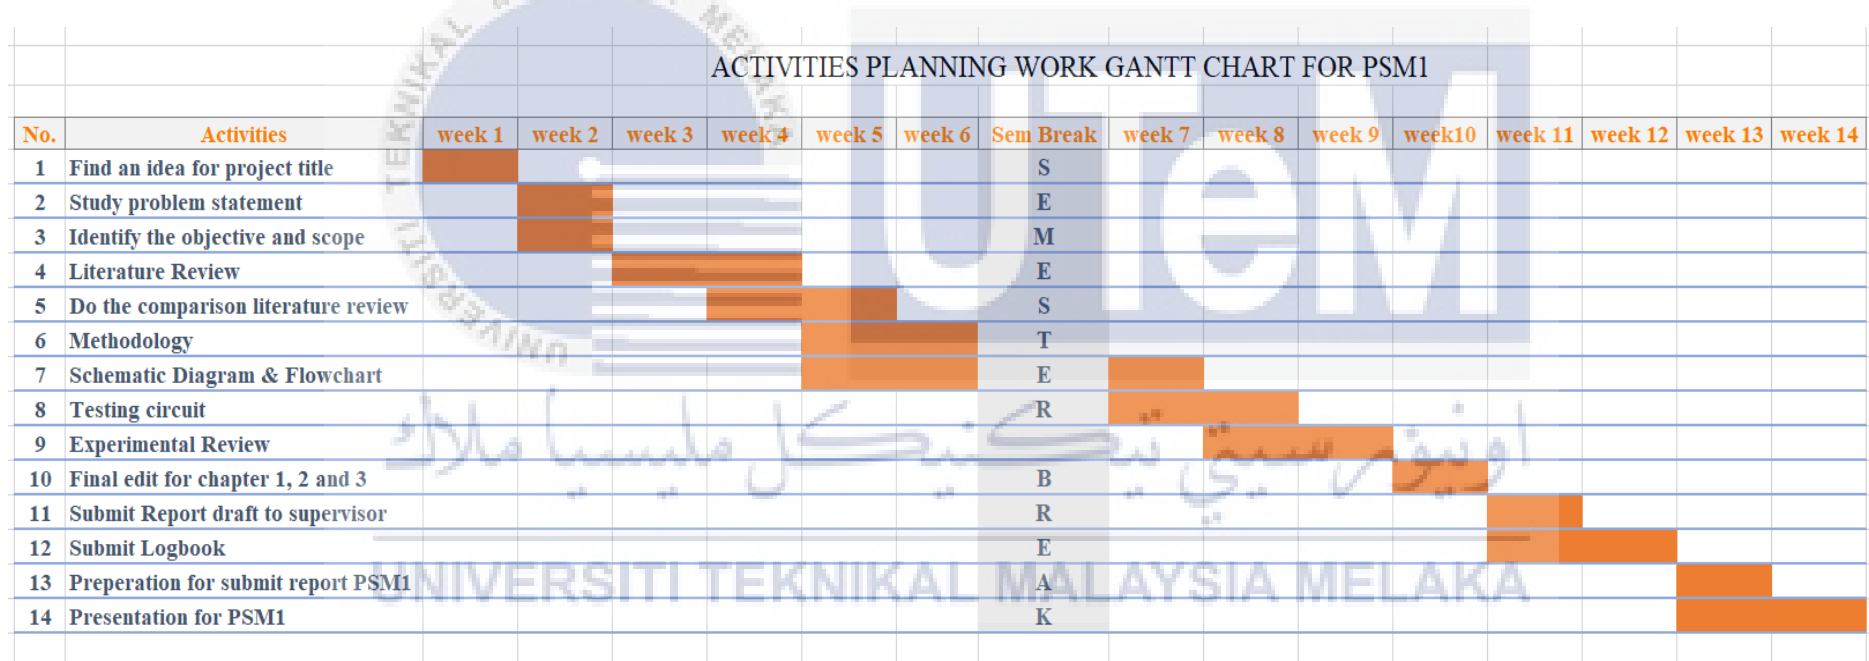 ACTIVITIES PLANNING WORK GANTT CHART FOR PSM1
No. Activities week 1 week 2 week 3 week 4 week 5 week 6 Sem Break week 7 week 8 week 9 week10 week 11 week 12 week 13 week 14
1 Find an idea for project title S
2 Study problem statement E
3 Identify the objective and scope M
4 Literature Review E
5 Do the comparison literature review S
6 Methodology T
7 Schematic Diagram & Flowchart E
8 Testing circuit R
9 Experimental Review
10 Final edit for chapter 1, 2 and 3 B
11 Submit Report draft to supervisor R
12 Submit Logbook E
13 Preperation for submit report PSM1 A
14 Presentation for PSM1 K
UTeM
اونيۏرسيتي تيكنيكل مليسيا ملاك
UNIVERSITI TEKNIKAL MALAYSIA MELAKA